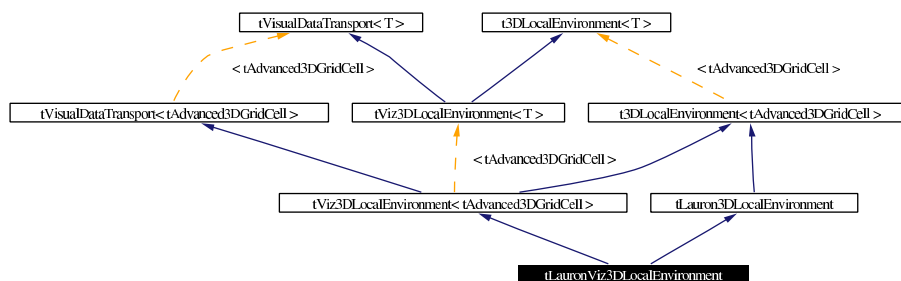 tVisualDataTransport< T >
t3DLocalEnvironment< T >
< tAdvanced3DGridCell >
< tAdvanced3DGridCell >
tVisualDataTransport< tAdvanced3DGridCell >
tViz3DLocalEnvironment< T >
t3DLocalEnvironment< tAdvanced3DGridCell >
< tAdvanced3DGridCell >
tViz3DLocalEnvironment< tAdvanced3DGridCell >
tLauron3DLocalEnvironment
tLauronViz3DLocalEnvironment